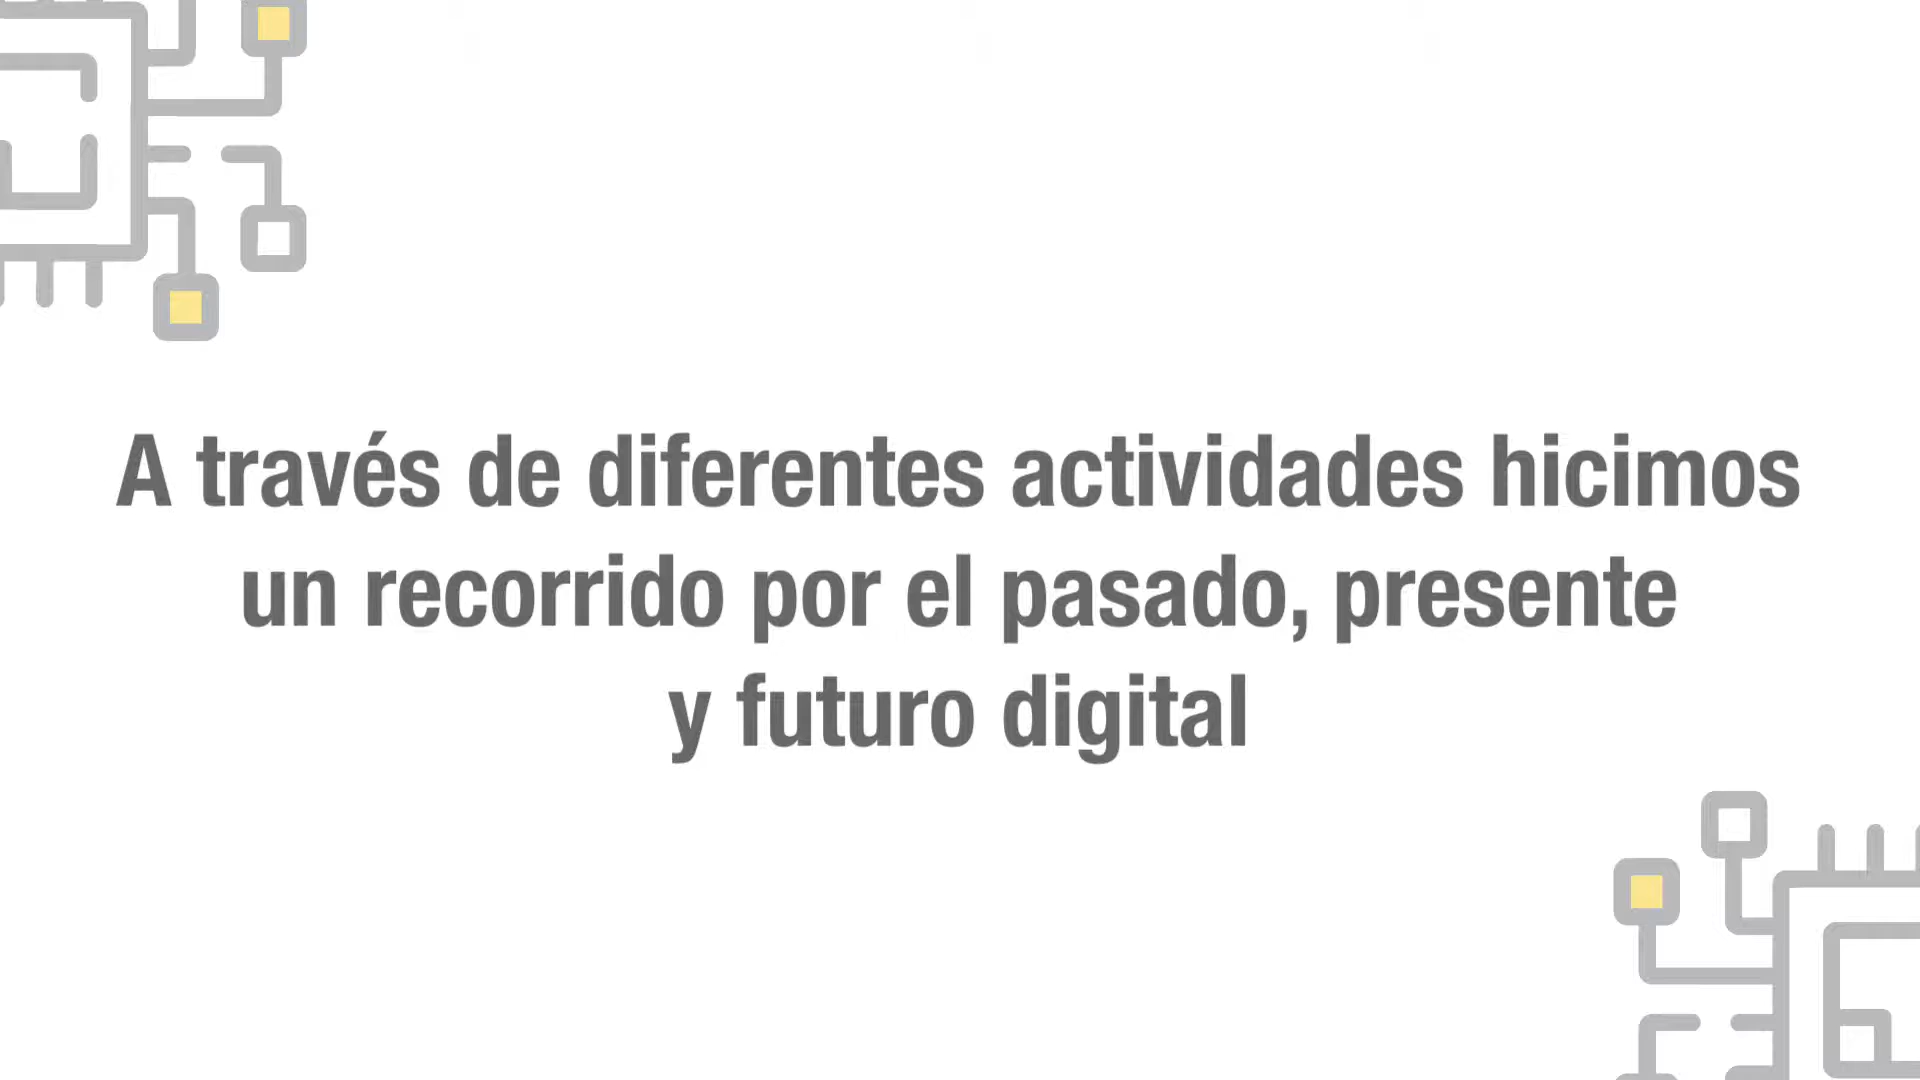 A través de diferentes actividades hicimos
un recorrido por el pasado, presente
y futuro digital